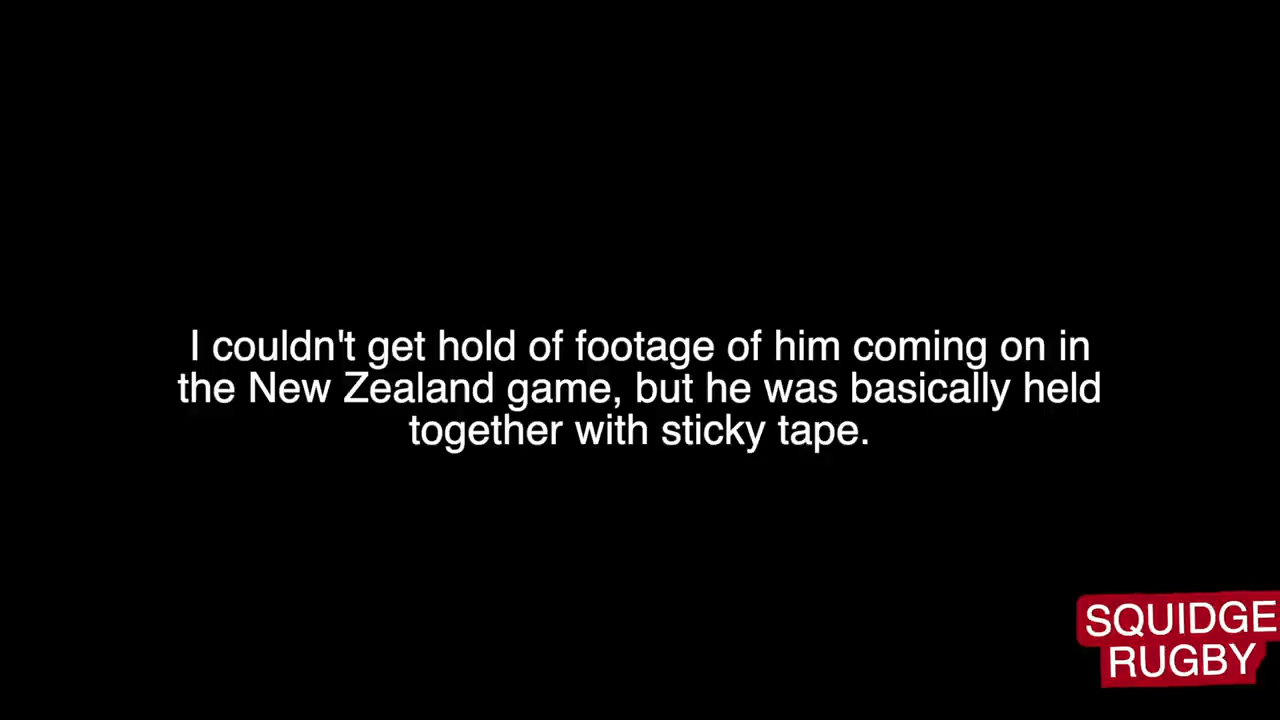 I couldn't get hold of footage of him coming on in
the New Zealand game, but he was basically held
together with sticky tape.
SQUIDGE
RUGBY